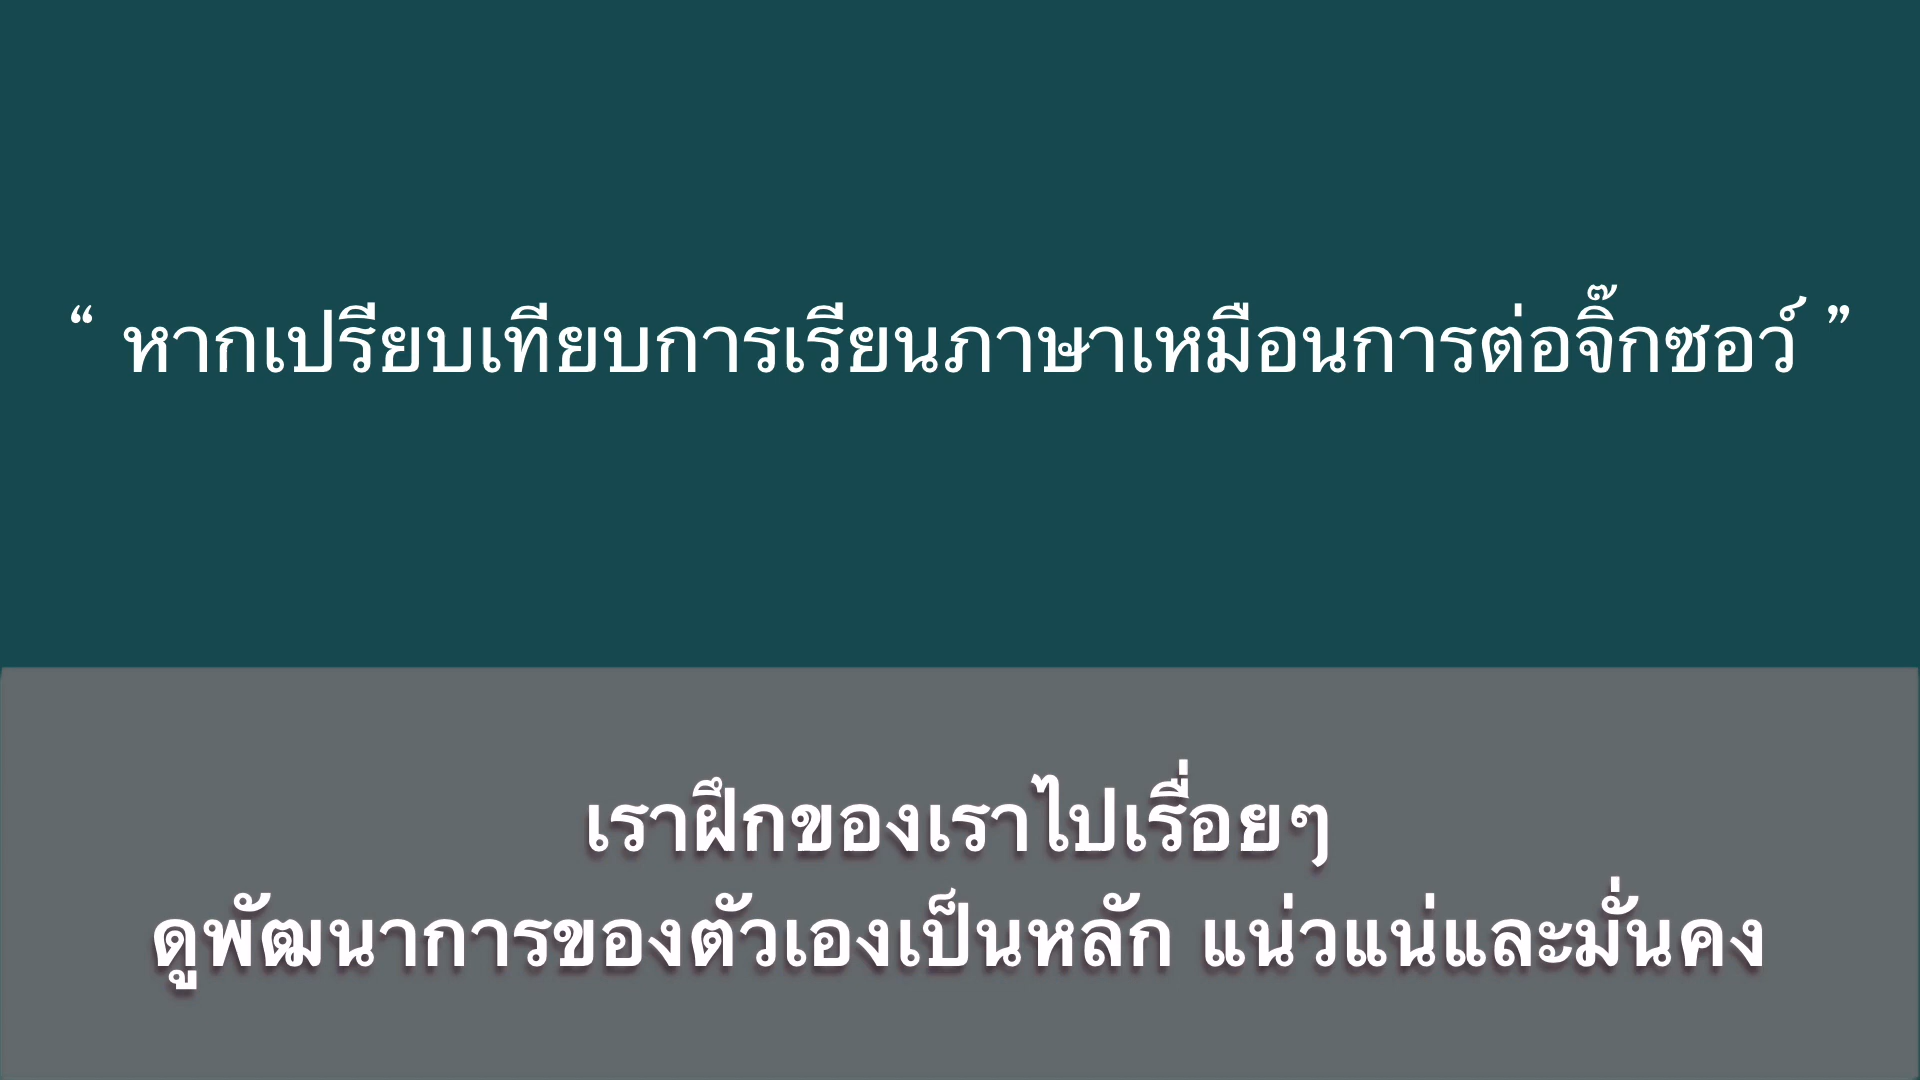 “ หากเปรียบเทียบการเรียนภาษาเหมือนการต่อจิ๊กซอว์ ”
เราฝึกของเราไปเรื่อยๆ
ดูพัฒนาการของตัวเองเป็นหลัก แน่วแน่และมั่นคง